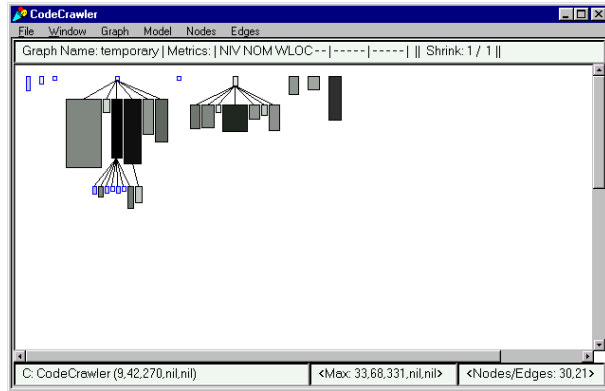 CodeCrawler
File Window Graph Model Nodes Edges
Graph Name: temporary | Metrics: | NIV NOM WLOC--|-----|-----| || Shrink: 1 / 1 ||
C: CodeCrawler (9,42,270,nil,nil) <Max: 33,68,331,nil,nil> <Nodes/Edges: 30,21>